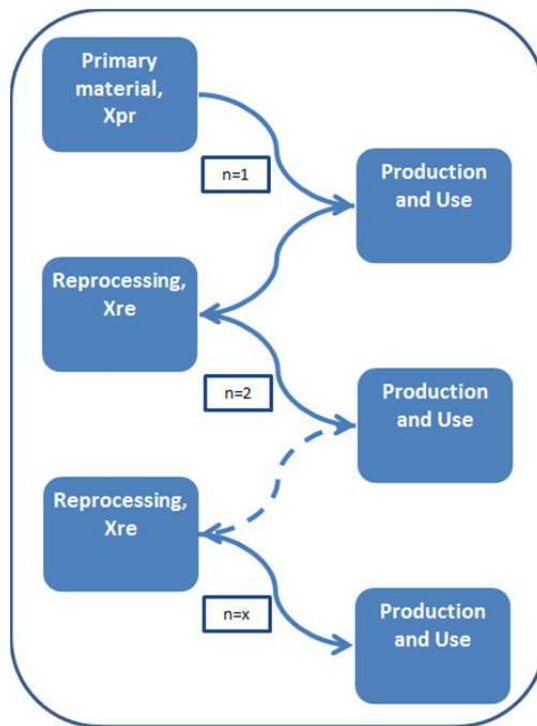 Primary
material,
Xpr
n=1
Production
and Use
Reprocessing,
Xre
n=2
Production
and Use
Reprocessing,
Xre
n=x
Production
and Use